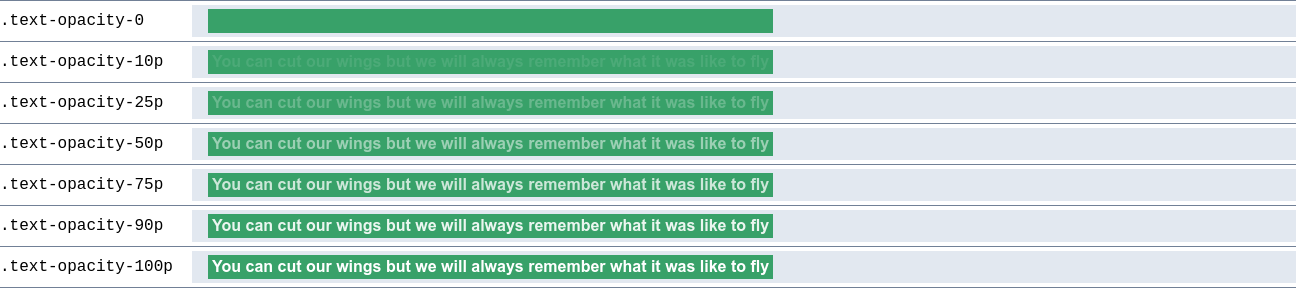 .text-opacity-0
.text-opacity-10p You can cut our wings but we will always remember what it was like to fly
.text-opacity-25p You can cut our wings but we will always remember what it was like to fly
.text-opacity-50p You can cut our wings but we will always remember what it was like to fly
.text-opacity-75p You can cut our wings but we will always remember what it was like to fly
.text-opacity-90p You can cut our wings but we will always remember what it was like to fly
.text-opacity-100p You can cut our wings but we will always remember what it was like to fly